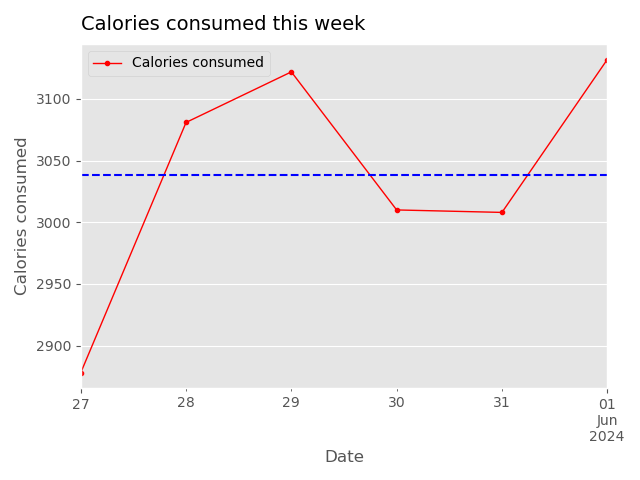 Calories consumed this week
Calories consumed
3100
3050
3000
2950
2900
Calories consumed
27
28
29
30
31
01
Jun
2024
Date